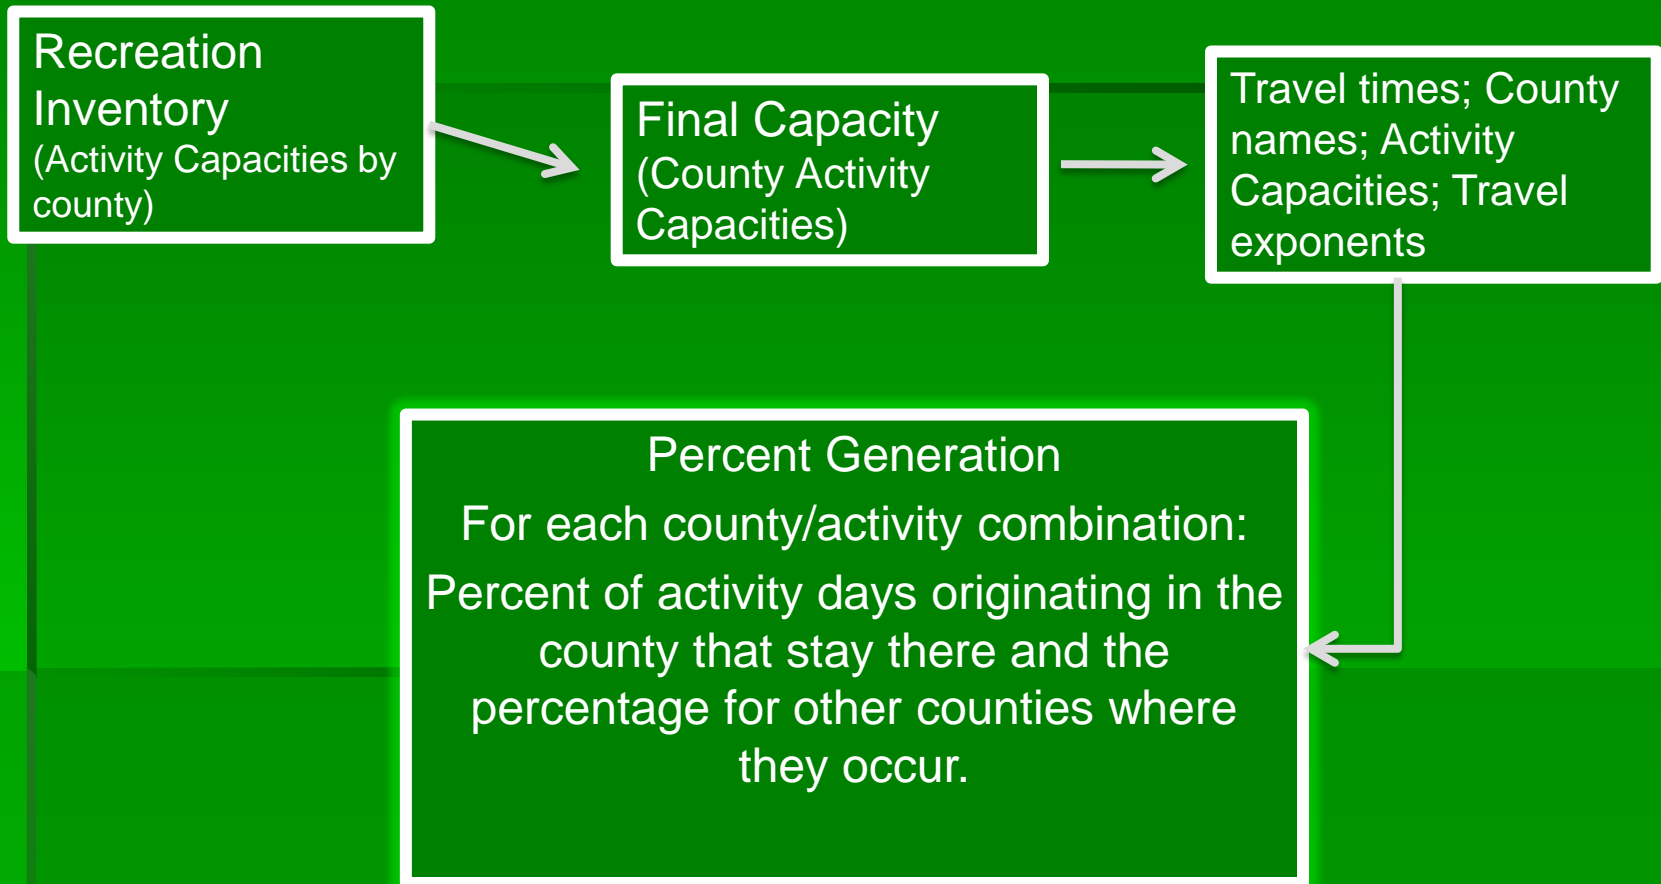 Recreation
Inventory
(Activity Capacities by
county)
Final Capacity
(County Activity
Capacities)
Travel times; County
names; Activity
Capacities; Travel
exponents
Percent Generation
For each county/activity combination:
Percent of activity days originating in the
county that stay there and the
percentage for other counties where
they occur.